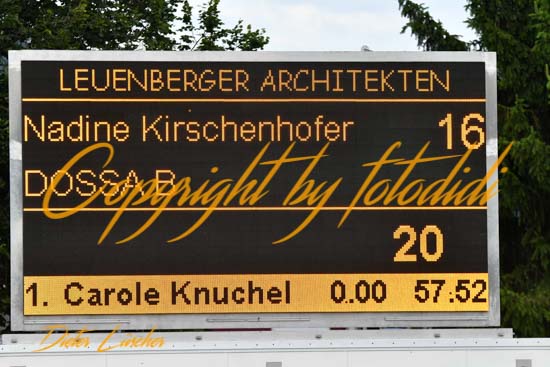 LEUENBERGER ARCHITEKTEN
Nadine Kirschenhofer 16
DOSSA B
Copyright by fotodidi
20
1. Carole Knuchel 0.00 57:52
Dieter Lüscher